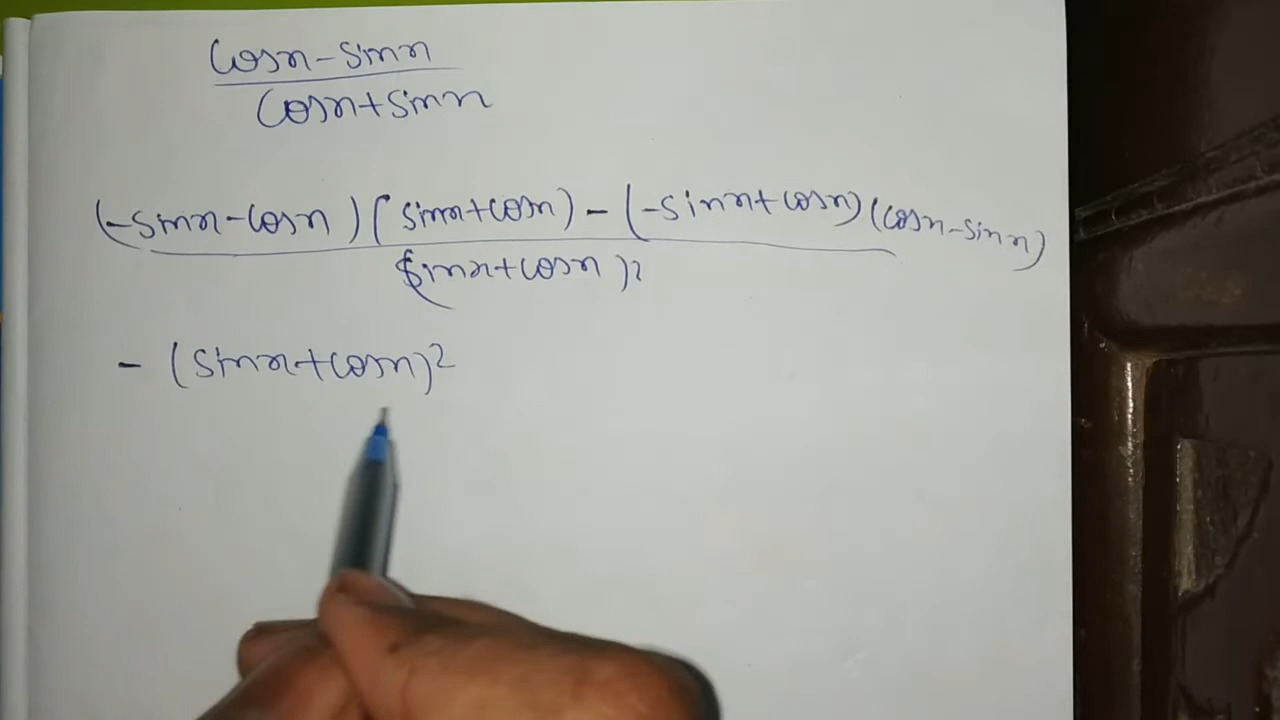 cosx-sinx
cosx+sinx
(-sinx-cosx)(sinx+cosx)-(-sinx+cosx)(cosx-sinx)
(sinx+cosx)2
- (sinx+cosx)²